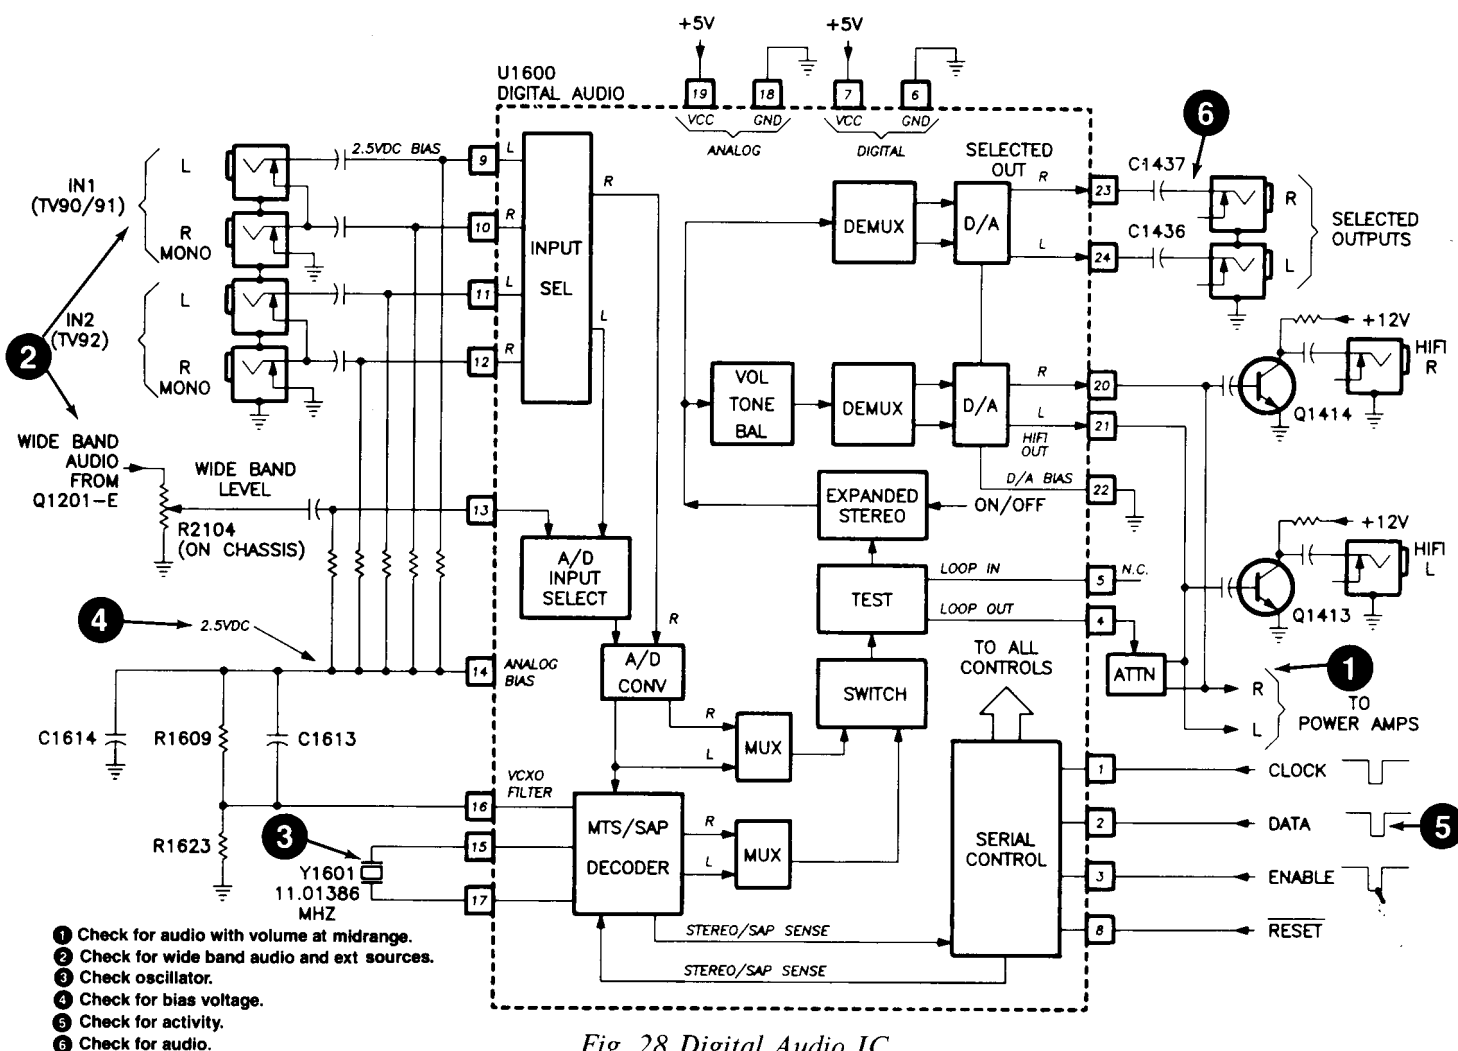 +5V
+5V
U1600
DIGITAL AUDIO
19
18
7
6
VCC
GND
VCC
GND
ANALOG
DIGITAL
6
IN1
(TV90/91)
L
R
MONO
2.5VDC BIAS
9
L
10
R
11
L
12
R
INPUT
SEL
R
L
IN2
(TV92)
L
R
MONO
2
WIDE BAND
AUDIO
FROM
Q1201-E
WIDE BAND
LEVEL
R2104
(ON CHASSIS)
13
A/D
INPUT
SELECT
R
A/D
CONV
4
2.5VDC
14
ANALOG
BIAS
C1614
R1609
C1613
R1623
VCXO
FILTER
16
15
17
3
Y1601
11.01386
MHZ
MTS/SAP
DECODER
R
L
MUX
R
L
MUX
SWITCH
TEST
EXPANDED
STEREO
ON/OFF
VOL
TONE
BAL
DEMUX
DEMUX
D/A
D/A
SELECTED
OUT
R
L
23
24
C1437
C1436
R
L
SELECTED
OUTPUTS
R
L
HIFI
OUT
20
21
D/A BIAS
22
+12V
HIFI
R
Q1414
+12V
HIFI
L
Q1413
LOOP IN
5
N.C.
LOOP OUT
4
ATTN
1
R
L
TO
POWER AMPS
TO ALL
CONTROLS
SERIAL
CONTROL
1
CLOCK
2
DATA
5
3
ENABLE
8
RESET
STEREO/SAP SENSE
STEREO/SAP SENSE
1 Check for audio with volume at midrange.
2 Check for wide band audio and ext sources.
3 Check oscillator.
4 Check for bias voltage.
5 Check for activity.
6 Check for audio.
Fig. 28 Digital Audio IC